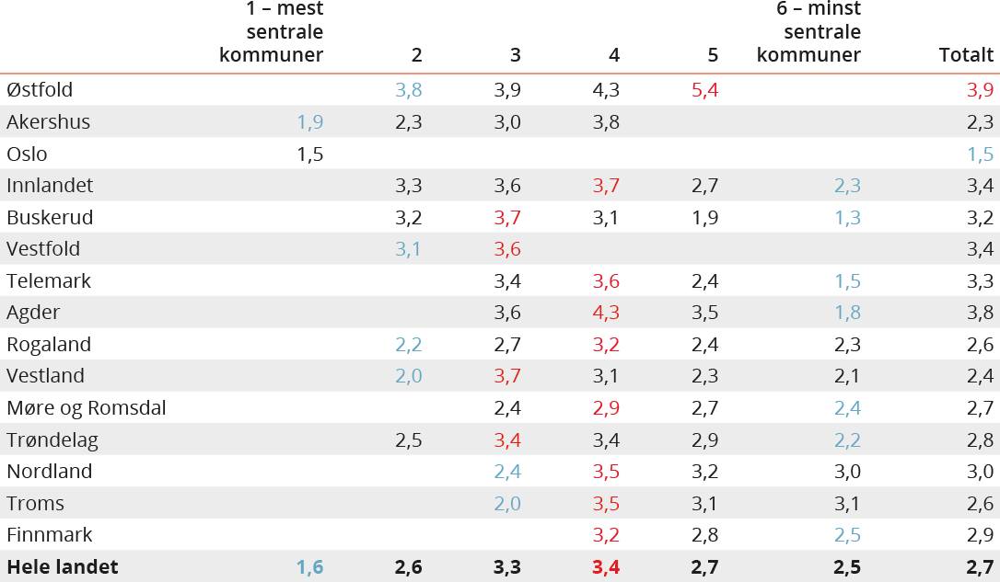 1 – mest sentrale kommuner 2 3 4 5 6 – minst sentrale kommuner Totalt
Østfold 3,8 3,9 4,3 5,4 3,9
Akershus 1,9 2,3 3,0 3,8 2,3
Oslo 1,5 1,5
Innlandet 3,3 3,6 3,7 2,7 2,3 3,4
Buskerud 3,2 3,7 3,1 1,9 1,3 3,2
Vestfold 3,1 3,6 3,4
Telemark 3,4 3,6 2,4 1,5 3,3
Agder 3,6 4,3 3,5 1,8 3,8
Rogaland 2,2 2,7 3,2 2,4 2,3 2,6
Vestland 2,0 3,7 3,1 2,3 2,1 2,4
Møre og Romsdal 2,4 2,9 2,7 2,4 2,7
Trøndelag 2,5 3,4 3,4 2,9 2,2 2,8
Nordland 2,4 3,5 3,2 3,0 3,0
Troms 2,0 3,5 3,1 3,1 2,6
Finnmark 3,2 2,8 2,5 2,9
Hele landet 1,6 2,6 3,3 3,4 2,7 2,5 2,7